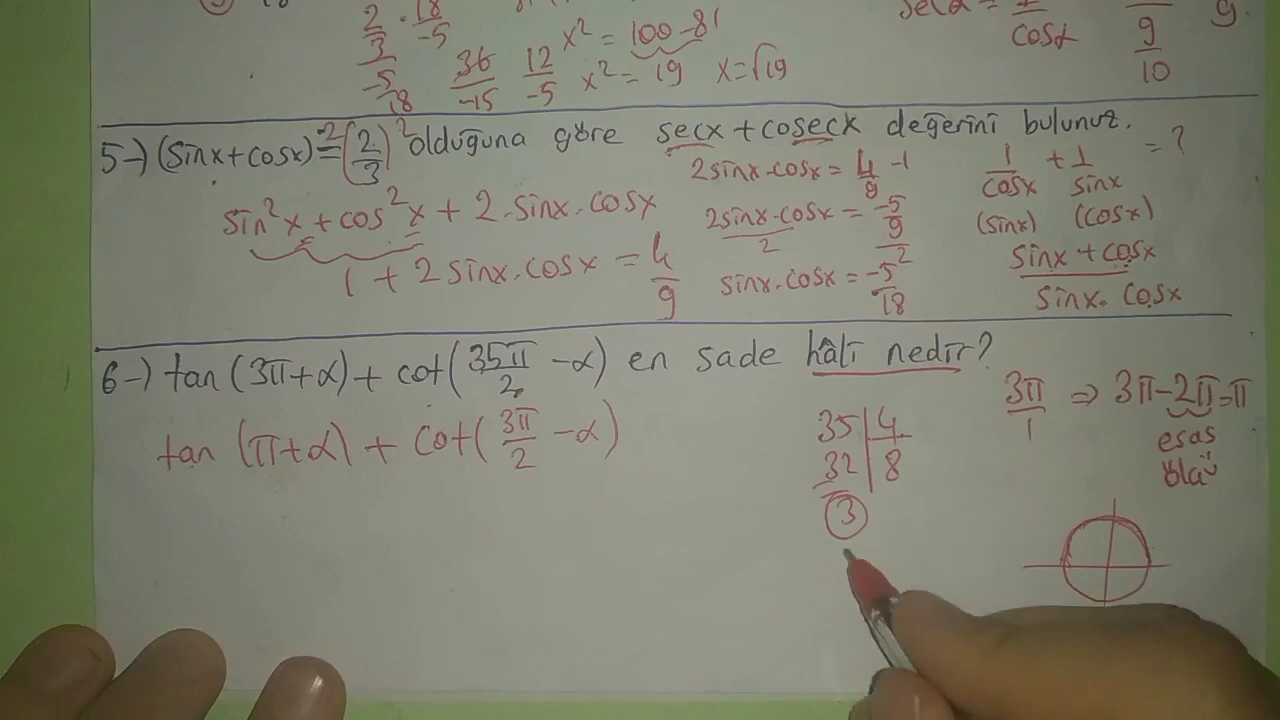 2/3 · 18/-5
2/3
-5/18
36/-15 12/-5
x² = 100-81
x² = 19 x=√19
cosα
9/10
9
5-) (sinx+cosx)² = (2/3)² olduğuna göre secx+cosecx değerini bulunuz.
sin²x+cos²x+2.sinx.cosx
1+2sinx.cosx = 4/9
2sinx.cosx = 4/9 -1
2sinx.cosx/2 = -5/9/2
sinx.cosx = -5/18
1/cosx + 1/sinx = ?
(sinx) (cosx)
sinx+cosx
sinx.cosx
6-) tan(3π+α)+cot(35π/2 -α) en sade hâli nedir?
tan(π+α)+cot(3π/2 -α)
35 4
32 8
3
3π/1 ⇒ 3π-2π=π
esas